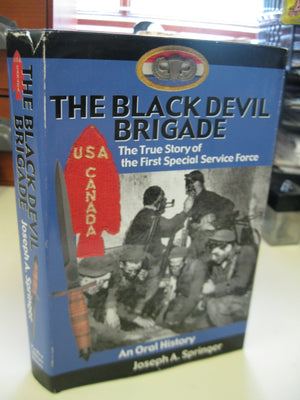 THE BLACK DEVIL
BRIGADE
The True Story of
the First Special Service Force
USA
CANADA
An Oral History
Joseph A. Springer
THE BLACK DEVIL
BRIGADE
Joseph A. Springer